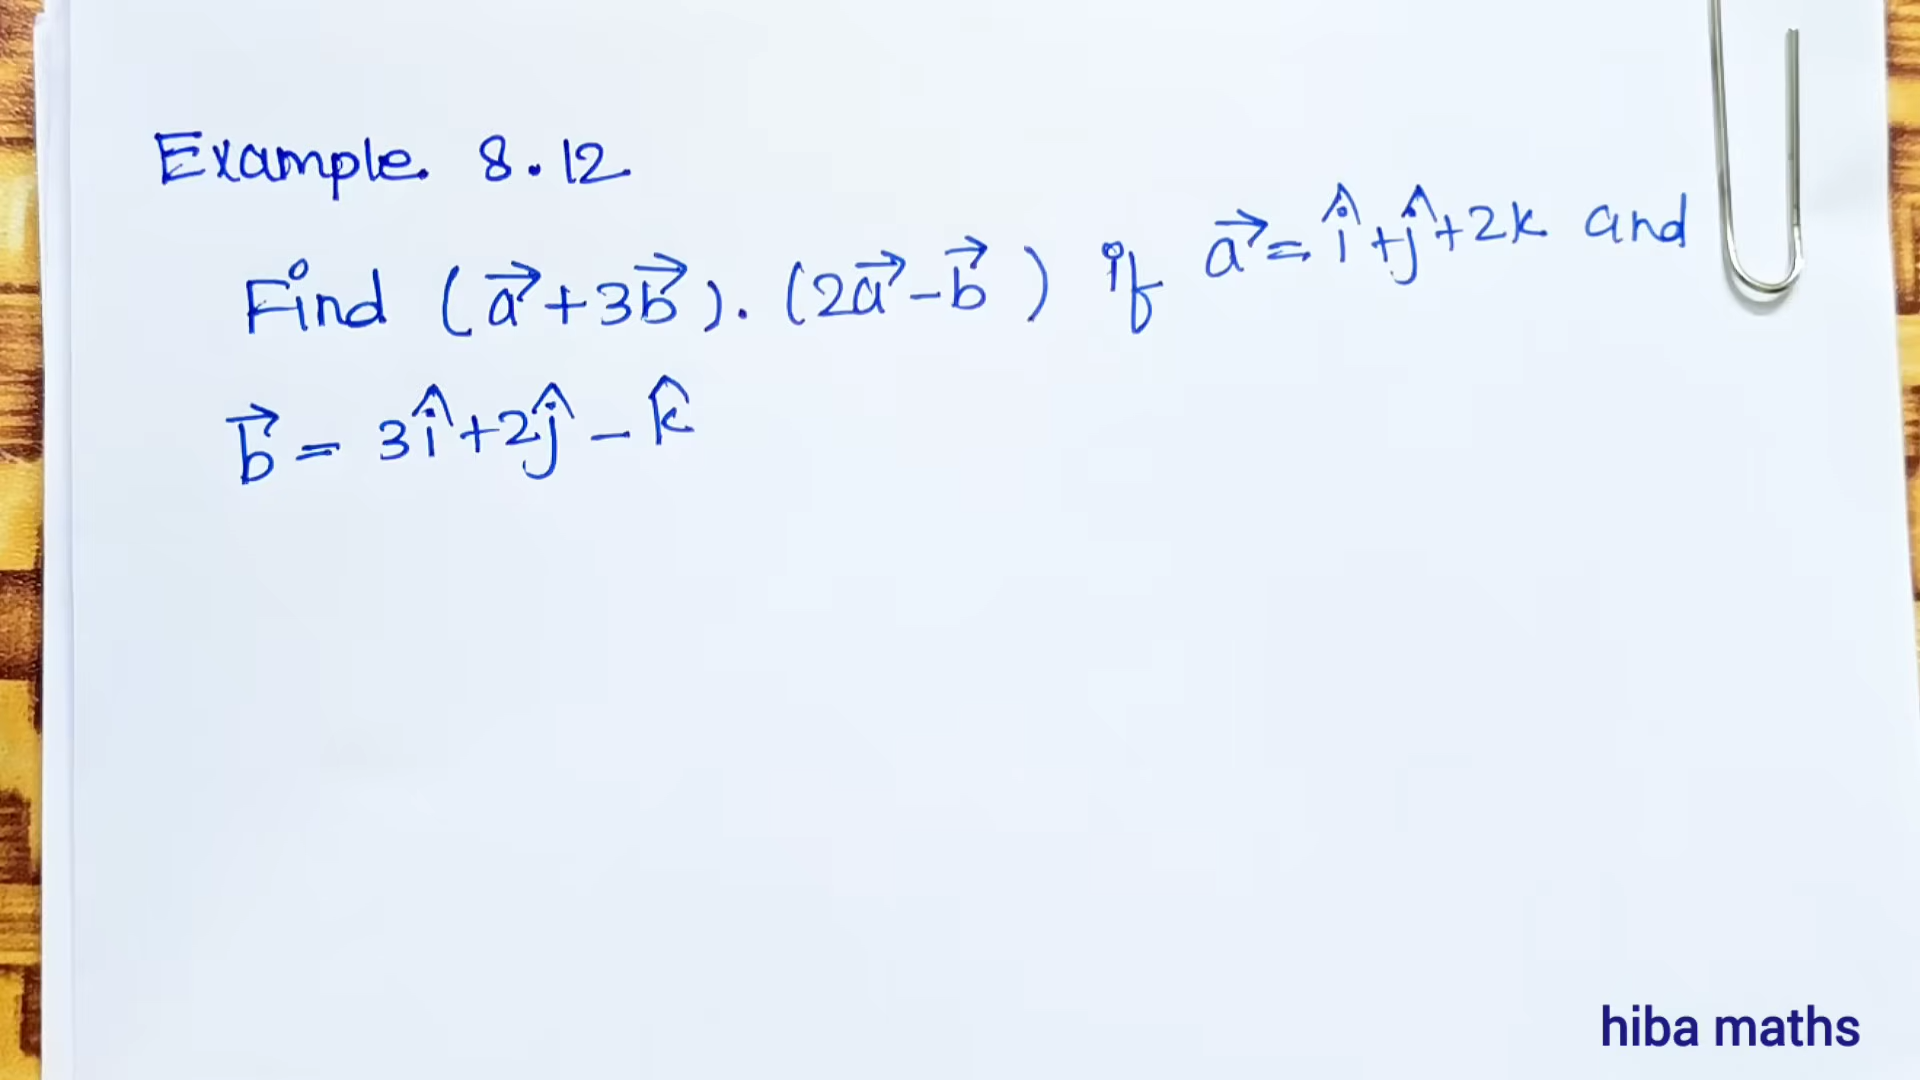 Example. 8.12
Find (a⃗+3b⃗).(2a⃗-b⃗) if a⃗=î+ĵ+2k and
b⃗= 3î+2ĵ-k̂
hiba maths